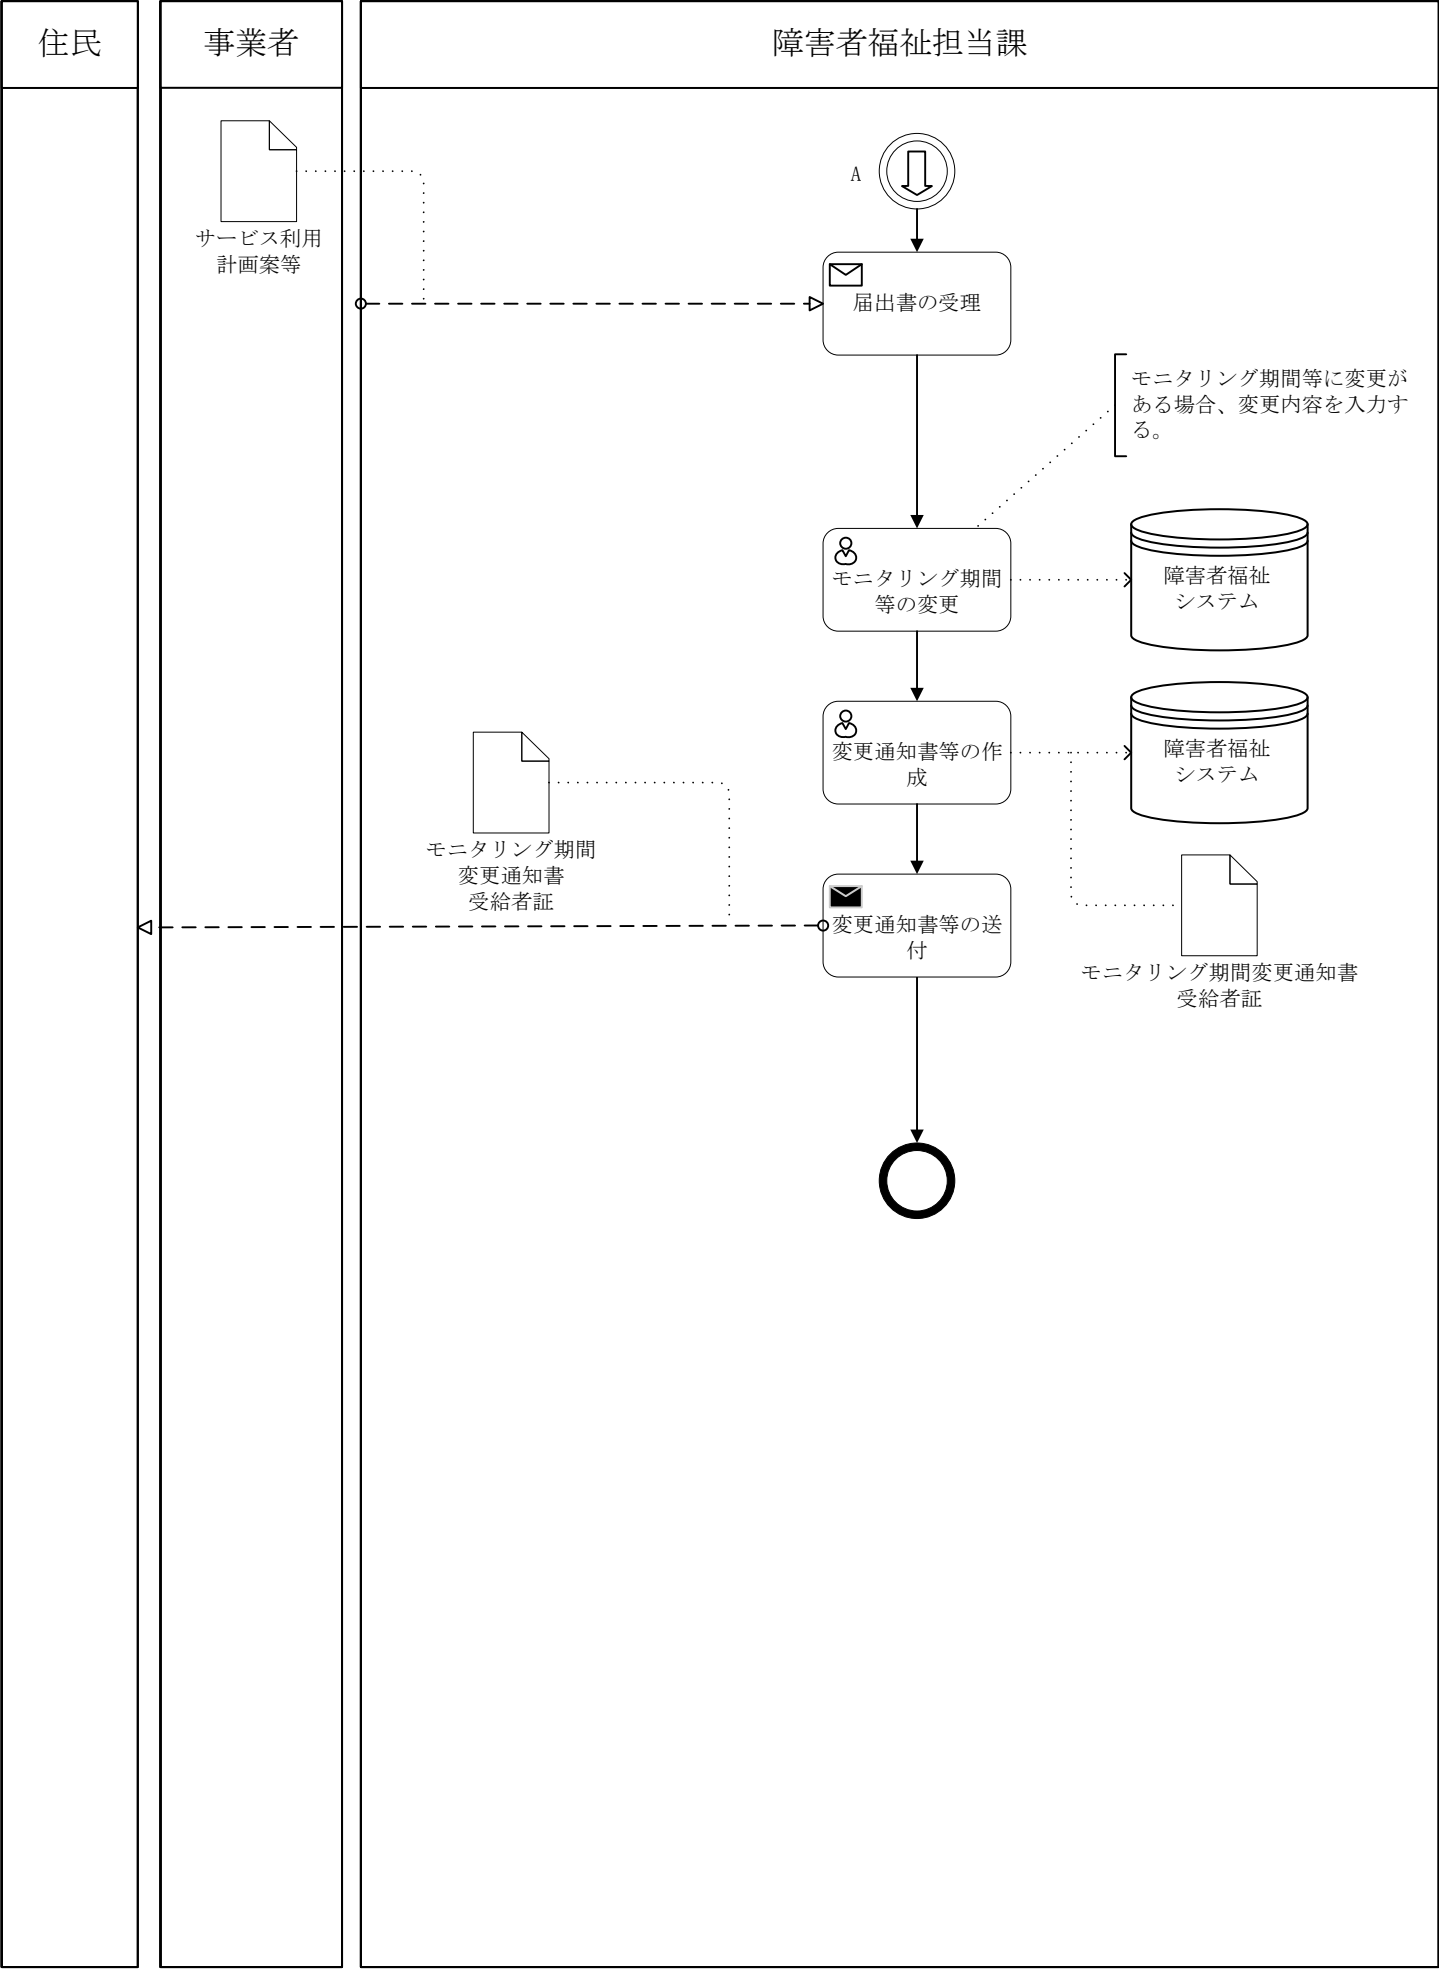 住民
事業者
障害者福祉担当課
A
サービス利用
計画案等
届出書の受理
モニタリング期間等に変更が
ある場合、変更内容を入力す
る。
モニタリング期間
等の変更
障害者福祉
システム
変更通知書等の作
成
障害者福祉
システム
モニタリング期間
変更通知書
受給者証
変更通知書等の送
付
モニタリング期間変更通知書
受給者証